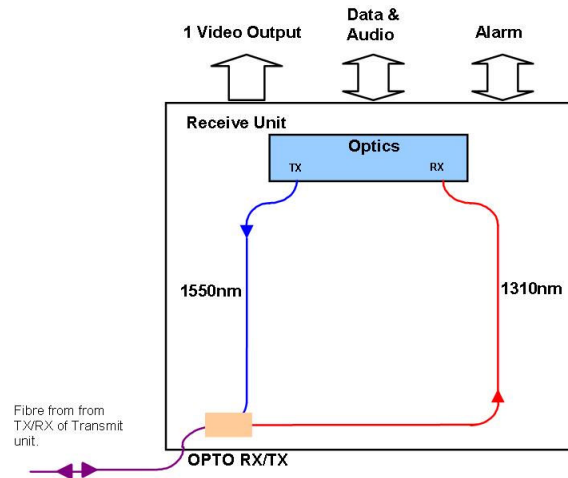 1 Video Output
Data &
Audio
Alarm
Receive Unit
Optics
TX
RX
1550nm
1310nm
Fibre from from
TX/RX of Transmit
unit.
OPTO RX/TX